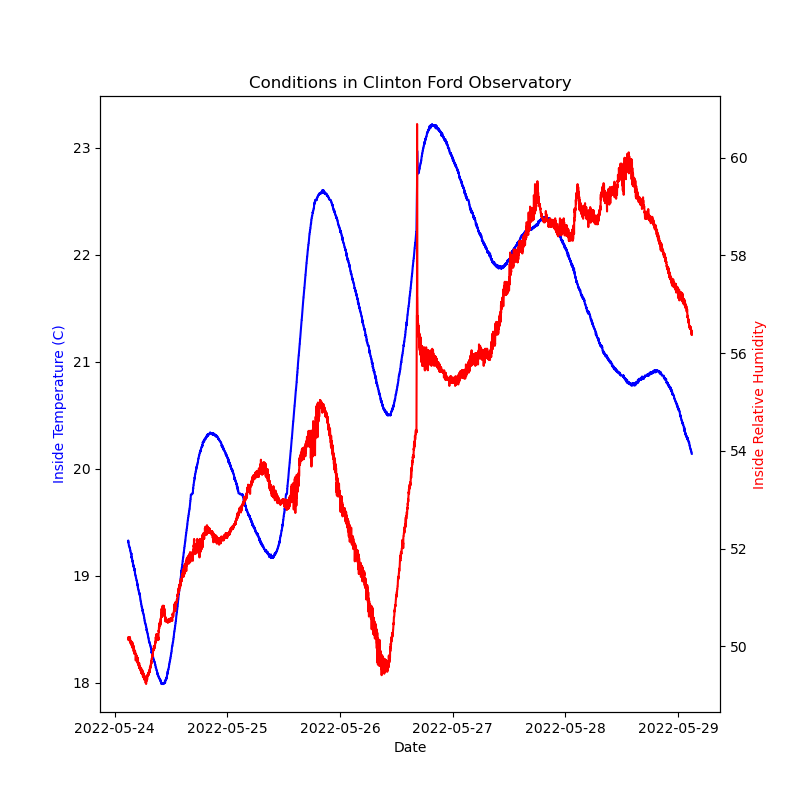 Conditions in Clinton Ford Observatory
Inside Temperature (C)
23
22
21
20
19
18
60
58
56
54
52
50
Inside Relative Humidity
2022-05-24 2022-05-25 2022-05-26 2022-05-27 2022-05-28 2022-05-29
Date